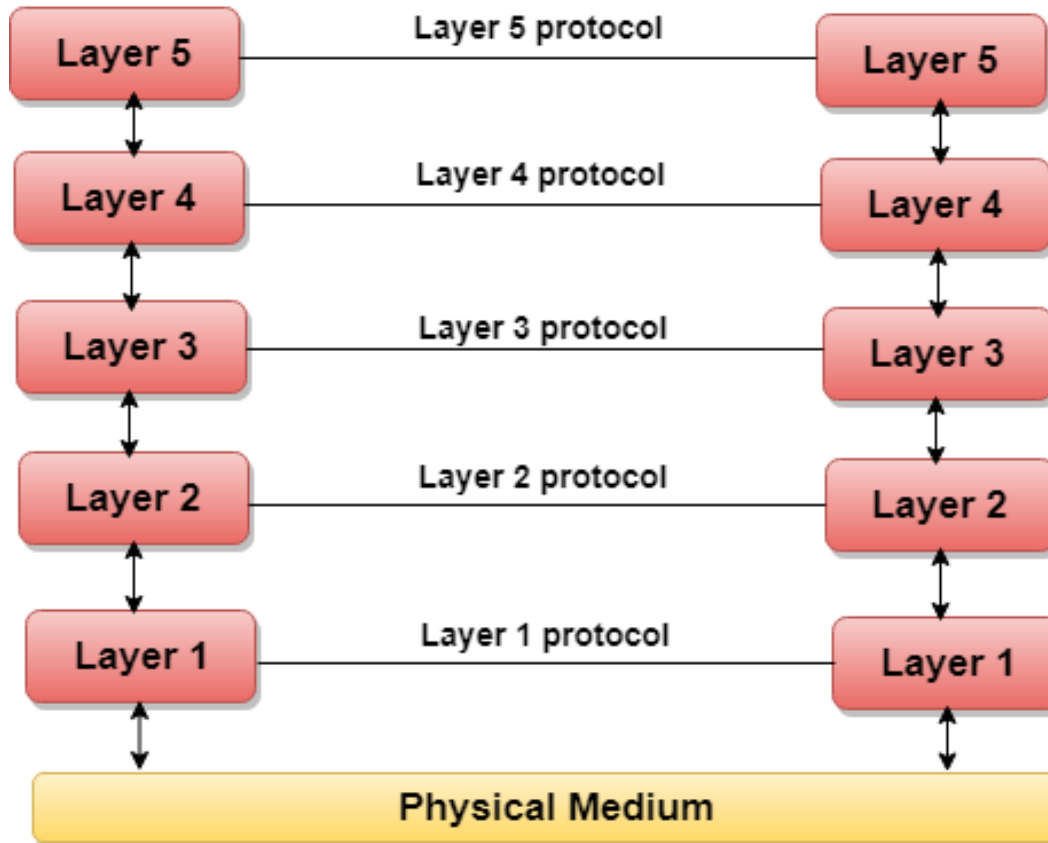 Layer 5 protocol
Layer 5
Layer 5
Layer 4 protocol
Layer 4
Layer 4
Layer 3 protocol
Layer 3
Layer 3
Layer 2 protocol
Layer 2
Layer 2
Layer 1 protocol
Layer 1
Layer 1
Physical Medium